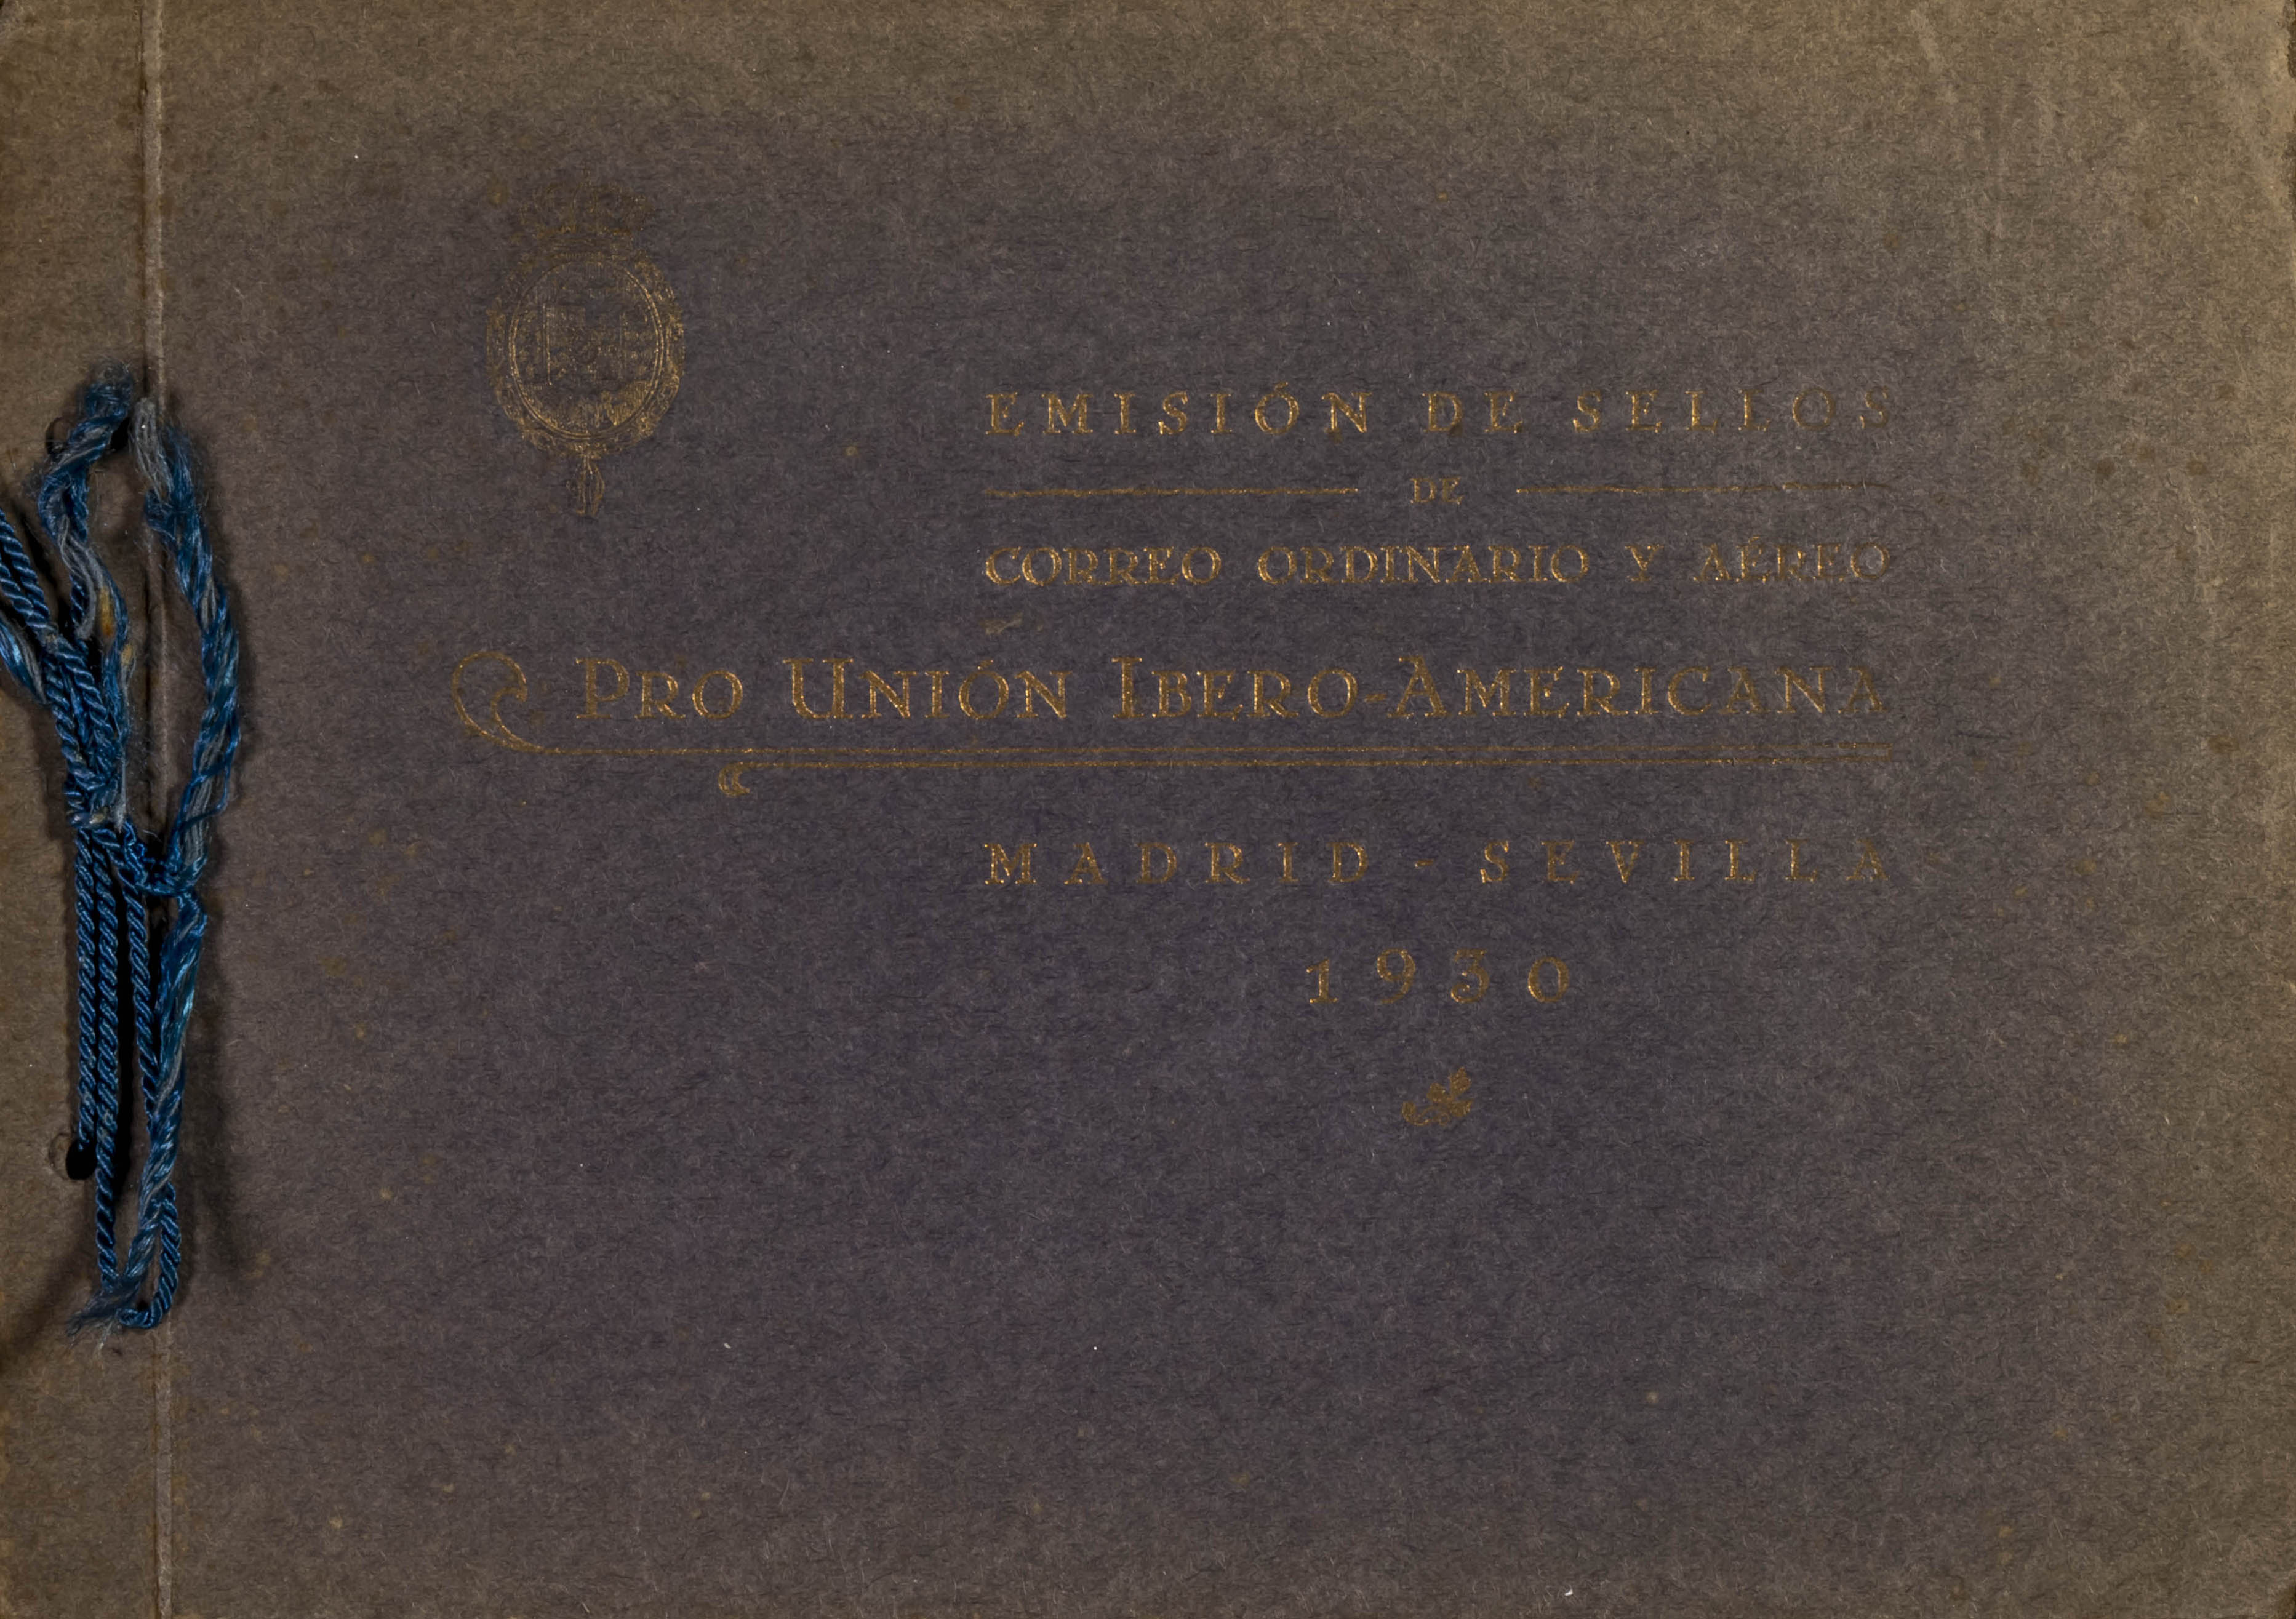 EMISIÓN DE SELLOS
DE
CORREO ORDINARIO Y AÉREO
PRO UNIÓN IBERO-AMERICANA
MADRID - SEVILLA
1930